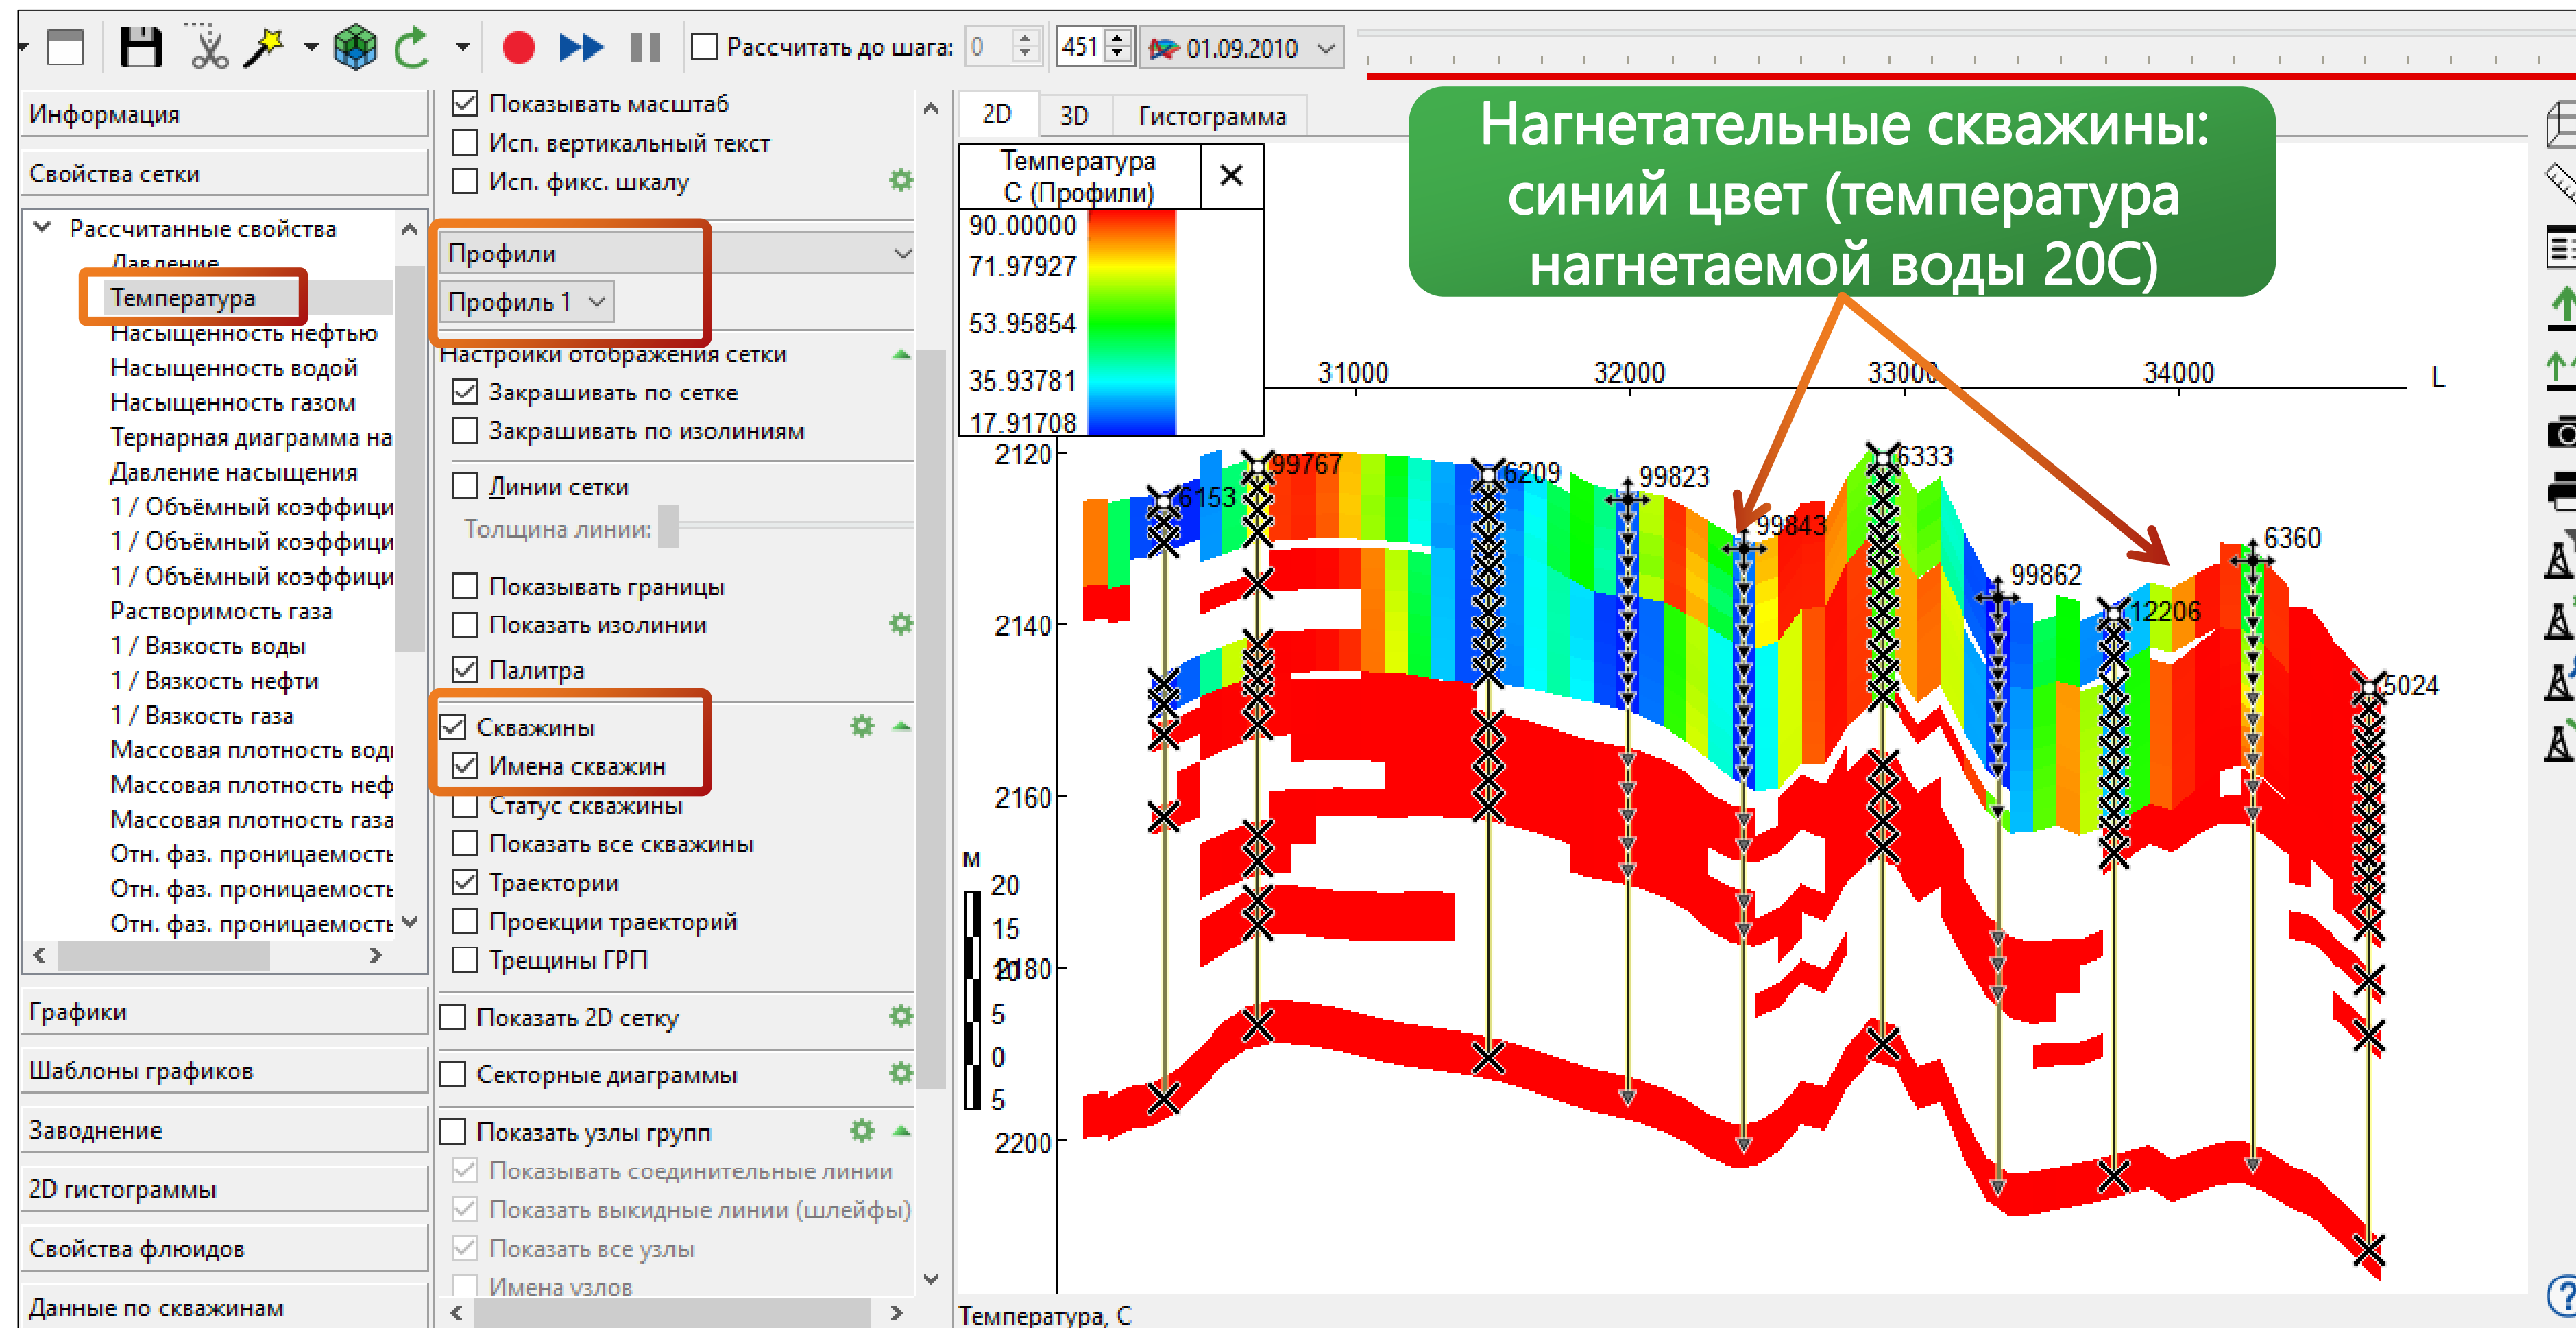 Рассчитать до шага: 0 451 01.09.2010
Информация
Свойства сетки
Рассчитанные свойства
Давление
Температура
Насыщенность нефтью
Насыщенность водой
Насыщенность газом
Тернарная диаграмма на
Давление насыщения
1 / Объёмный коэффици
1 / Объёмный коэффици
1 / Объёмный коэффици
Растворимость газа
1 / Вязкость воды
1 / Вязкость нефти
1 / Вязкость газа
Массовая плотность водь
Массовая плотность неф
Массовая плотность газа
Отн. фаз. проницаемость
Отн. фаз. проницаемость
Отн. фаз. проницаемость
Графики
Шаблоны графиков
Заводнение
2D гистограммы
Свойства флюидов
Данные по скважинам
Показывать масштаб
Исп. вертикальный текст
Исп. фикс. шкалу
Профили
Профиль 1
Настройки отображения сетки
Закрашивать по сетке
Закрашивать по изолиниям
Линии сетки
Толщина линии:
Показывать границы
Показать изолинии
Палитра
Скважины
Имена скважин
Статус скважины
Показать все скважины
Траектории
Проекции траекторий
Трещины ГРП
Показать 2D сетку
Секторные диаграммы
Показать узлы групп
Показывать соединительные линии
Показать выкидные линии (шлейфы)
Показать все узлы
Имена узлов
2D 3D Гистограмма
Нагнетательные скважины:
синий цвет (температура
нагнетаемой воды 20С)
Температура
С (Профили)
90.00000
71.97927
53.95854
35.93781
17.91708
31000 32000 33000 34000 L
2120
2140
2160
2180
2200
м
20
15
10
5
0
5
6153
99767
6209
99823
99843
6333
99862
12206
6360
5024
Температура, С